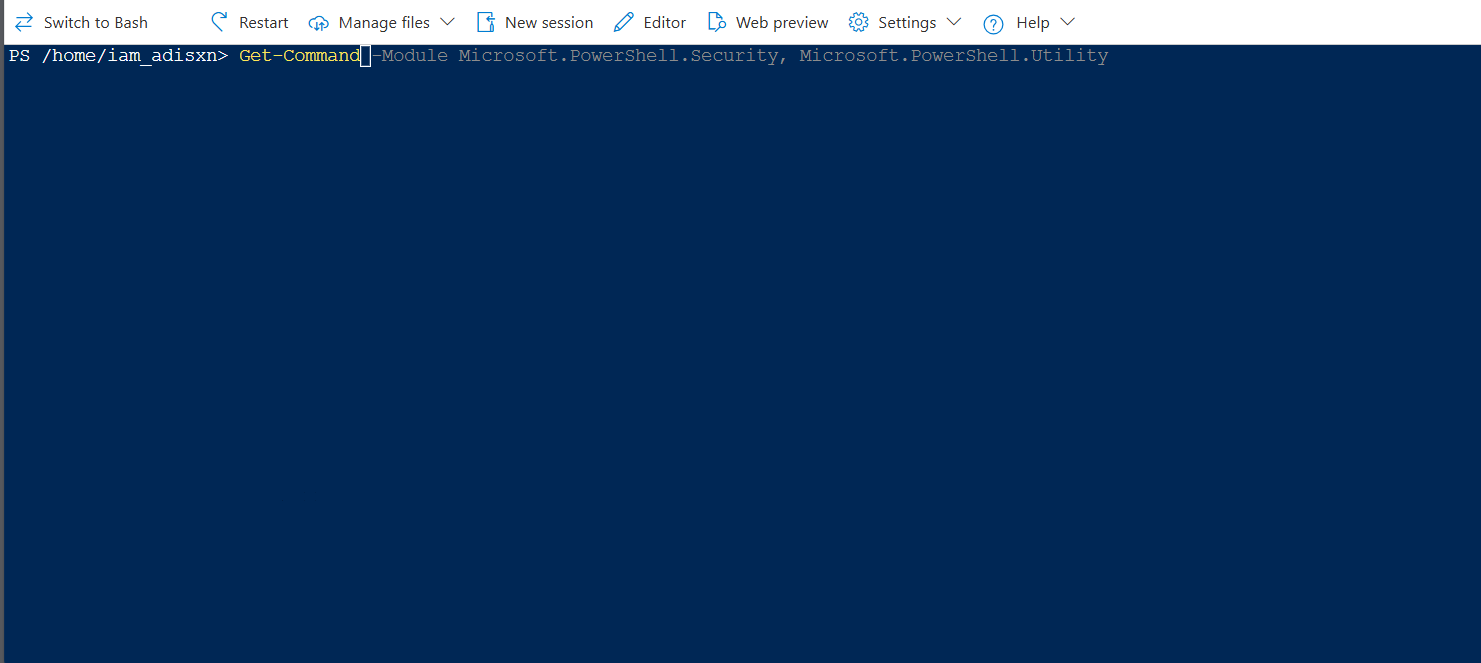 Switch to Bash Restart Manage files New session Editor Web preview Settings Help
PS /home/iam_adisxn> Get-Command -Module Microsoft.PowerShell.Security, Microsoft.PowerShell.Utility